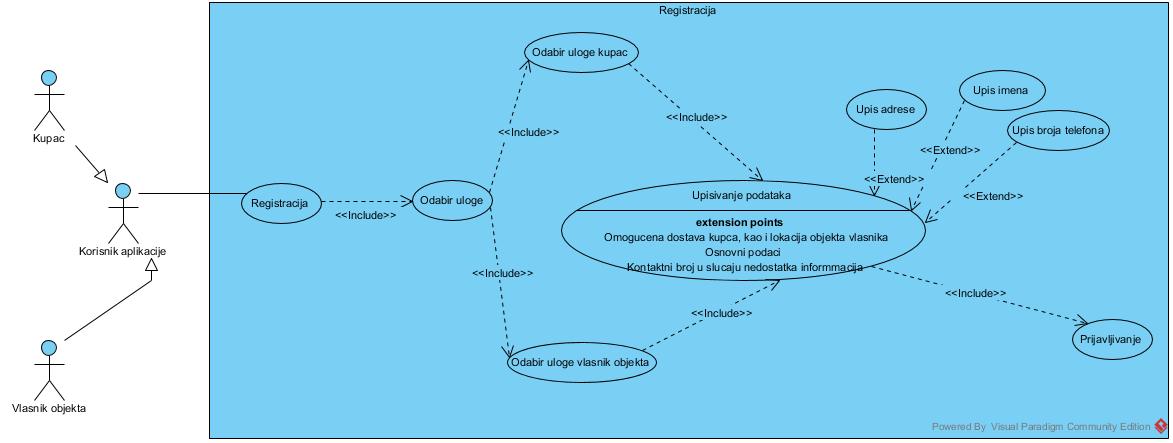 Registracija
Kupac
Korisnik aplikacije
Vlasnik objekta
Registracija
<<Include>>
Odabir uloge
<<Include>>
<<Include>>
Odabir uloge kupac
Odabir uloge vlasnik objekta
<<Include>>
<<Include>>
Upis adrese
Upis imena
Upis broja telefona
<<Extend>>
<<Extend>>
<<Extend>>
Upisivanje podataka
extension points
Omogucena dostava kupca, kao i lokacija objekta vlasnika
Osnovni podaci
Kontaktni broj u slucaju nedostatka informmacija
<<Include>>
Prijavljivanje
Powered By Visual Paradigm Community Edition